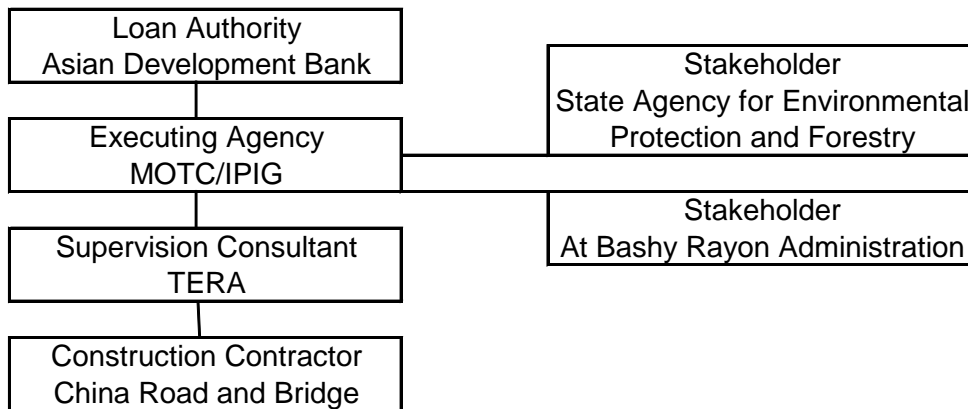 Loan Authority
Asian Development Bank
Executing Agency
MOTC/IPIG
Supervision Consultant
TERA
Construction Contractor
China Road and Bridge
Stakeholder
State Agency for Environmental
Protection and Forestry
Stakeholder
At Bashy Rayon Administration